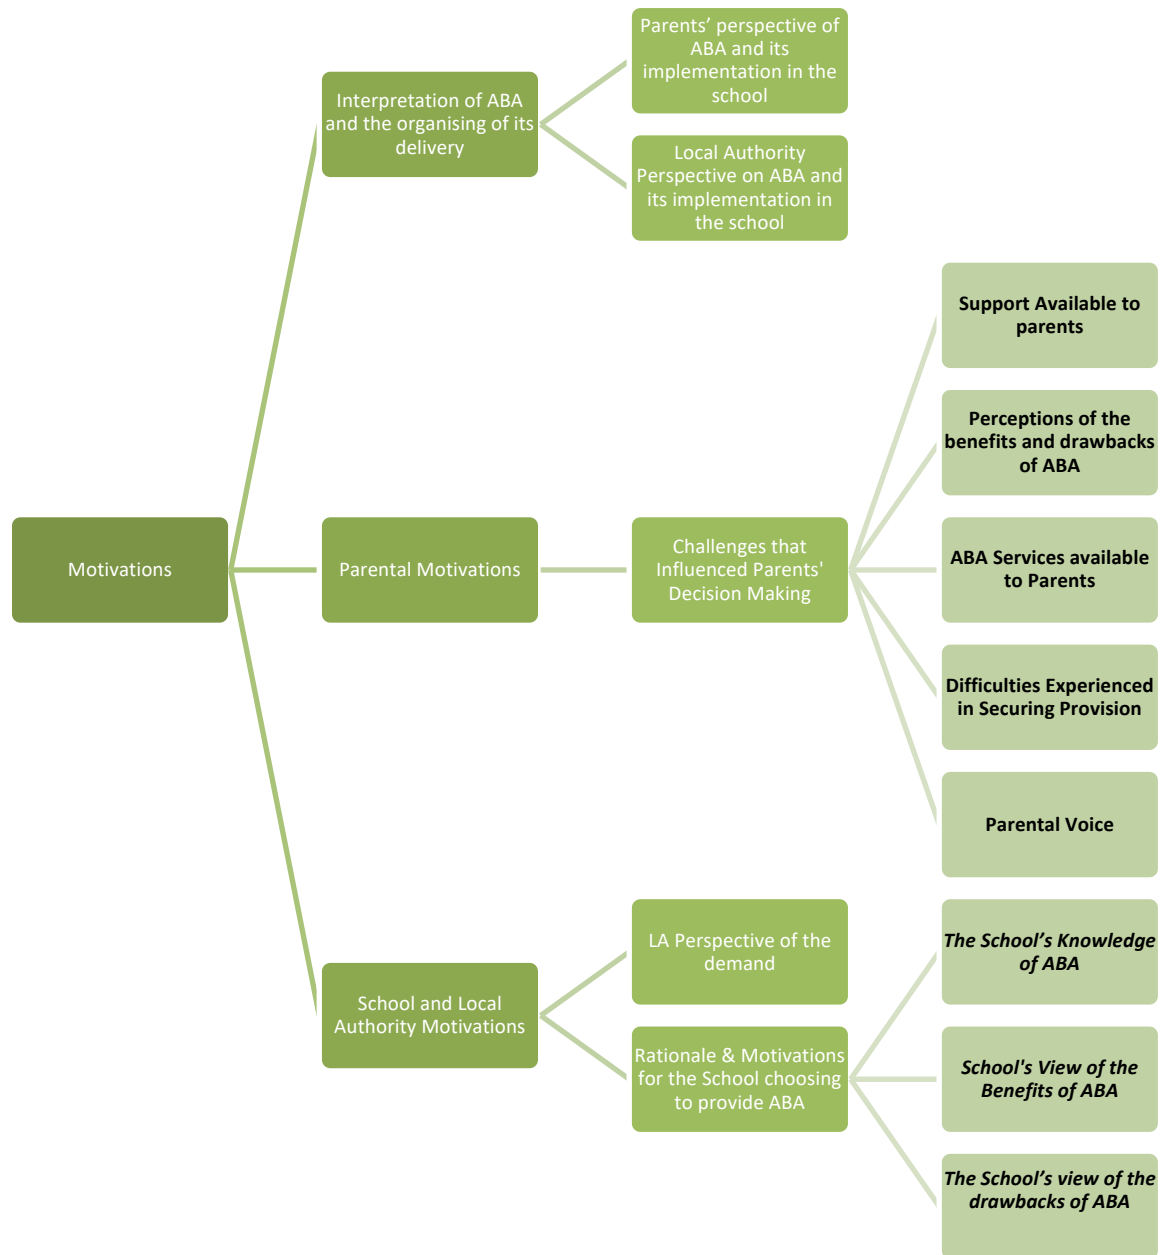 Parents’ perspective of
ABA and its
implementation in the
school
Interpretation of ABA
and the organising of its
delivery
Local Authority
Perspective on ABA and
its implementation in
the school
Support Available to
parents
Perceptions of the
benefits and drawbacks
of ABA
Motivations
Parental Motivations
Challenges that
Influenced Parents'
Decision Making
ABA Services available
to Parents
Difficulties Experienced
in Securing Provision
Parental Voice
LA Perspective of the
demand
The School’s Knowledge
of ABA
School and Local
Authority Motivations
Rationale & Motivations
for the School choosing
to provide ABA
School's View of the
Benefits of ABA
The School’s view of the
drawbacks of ABA